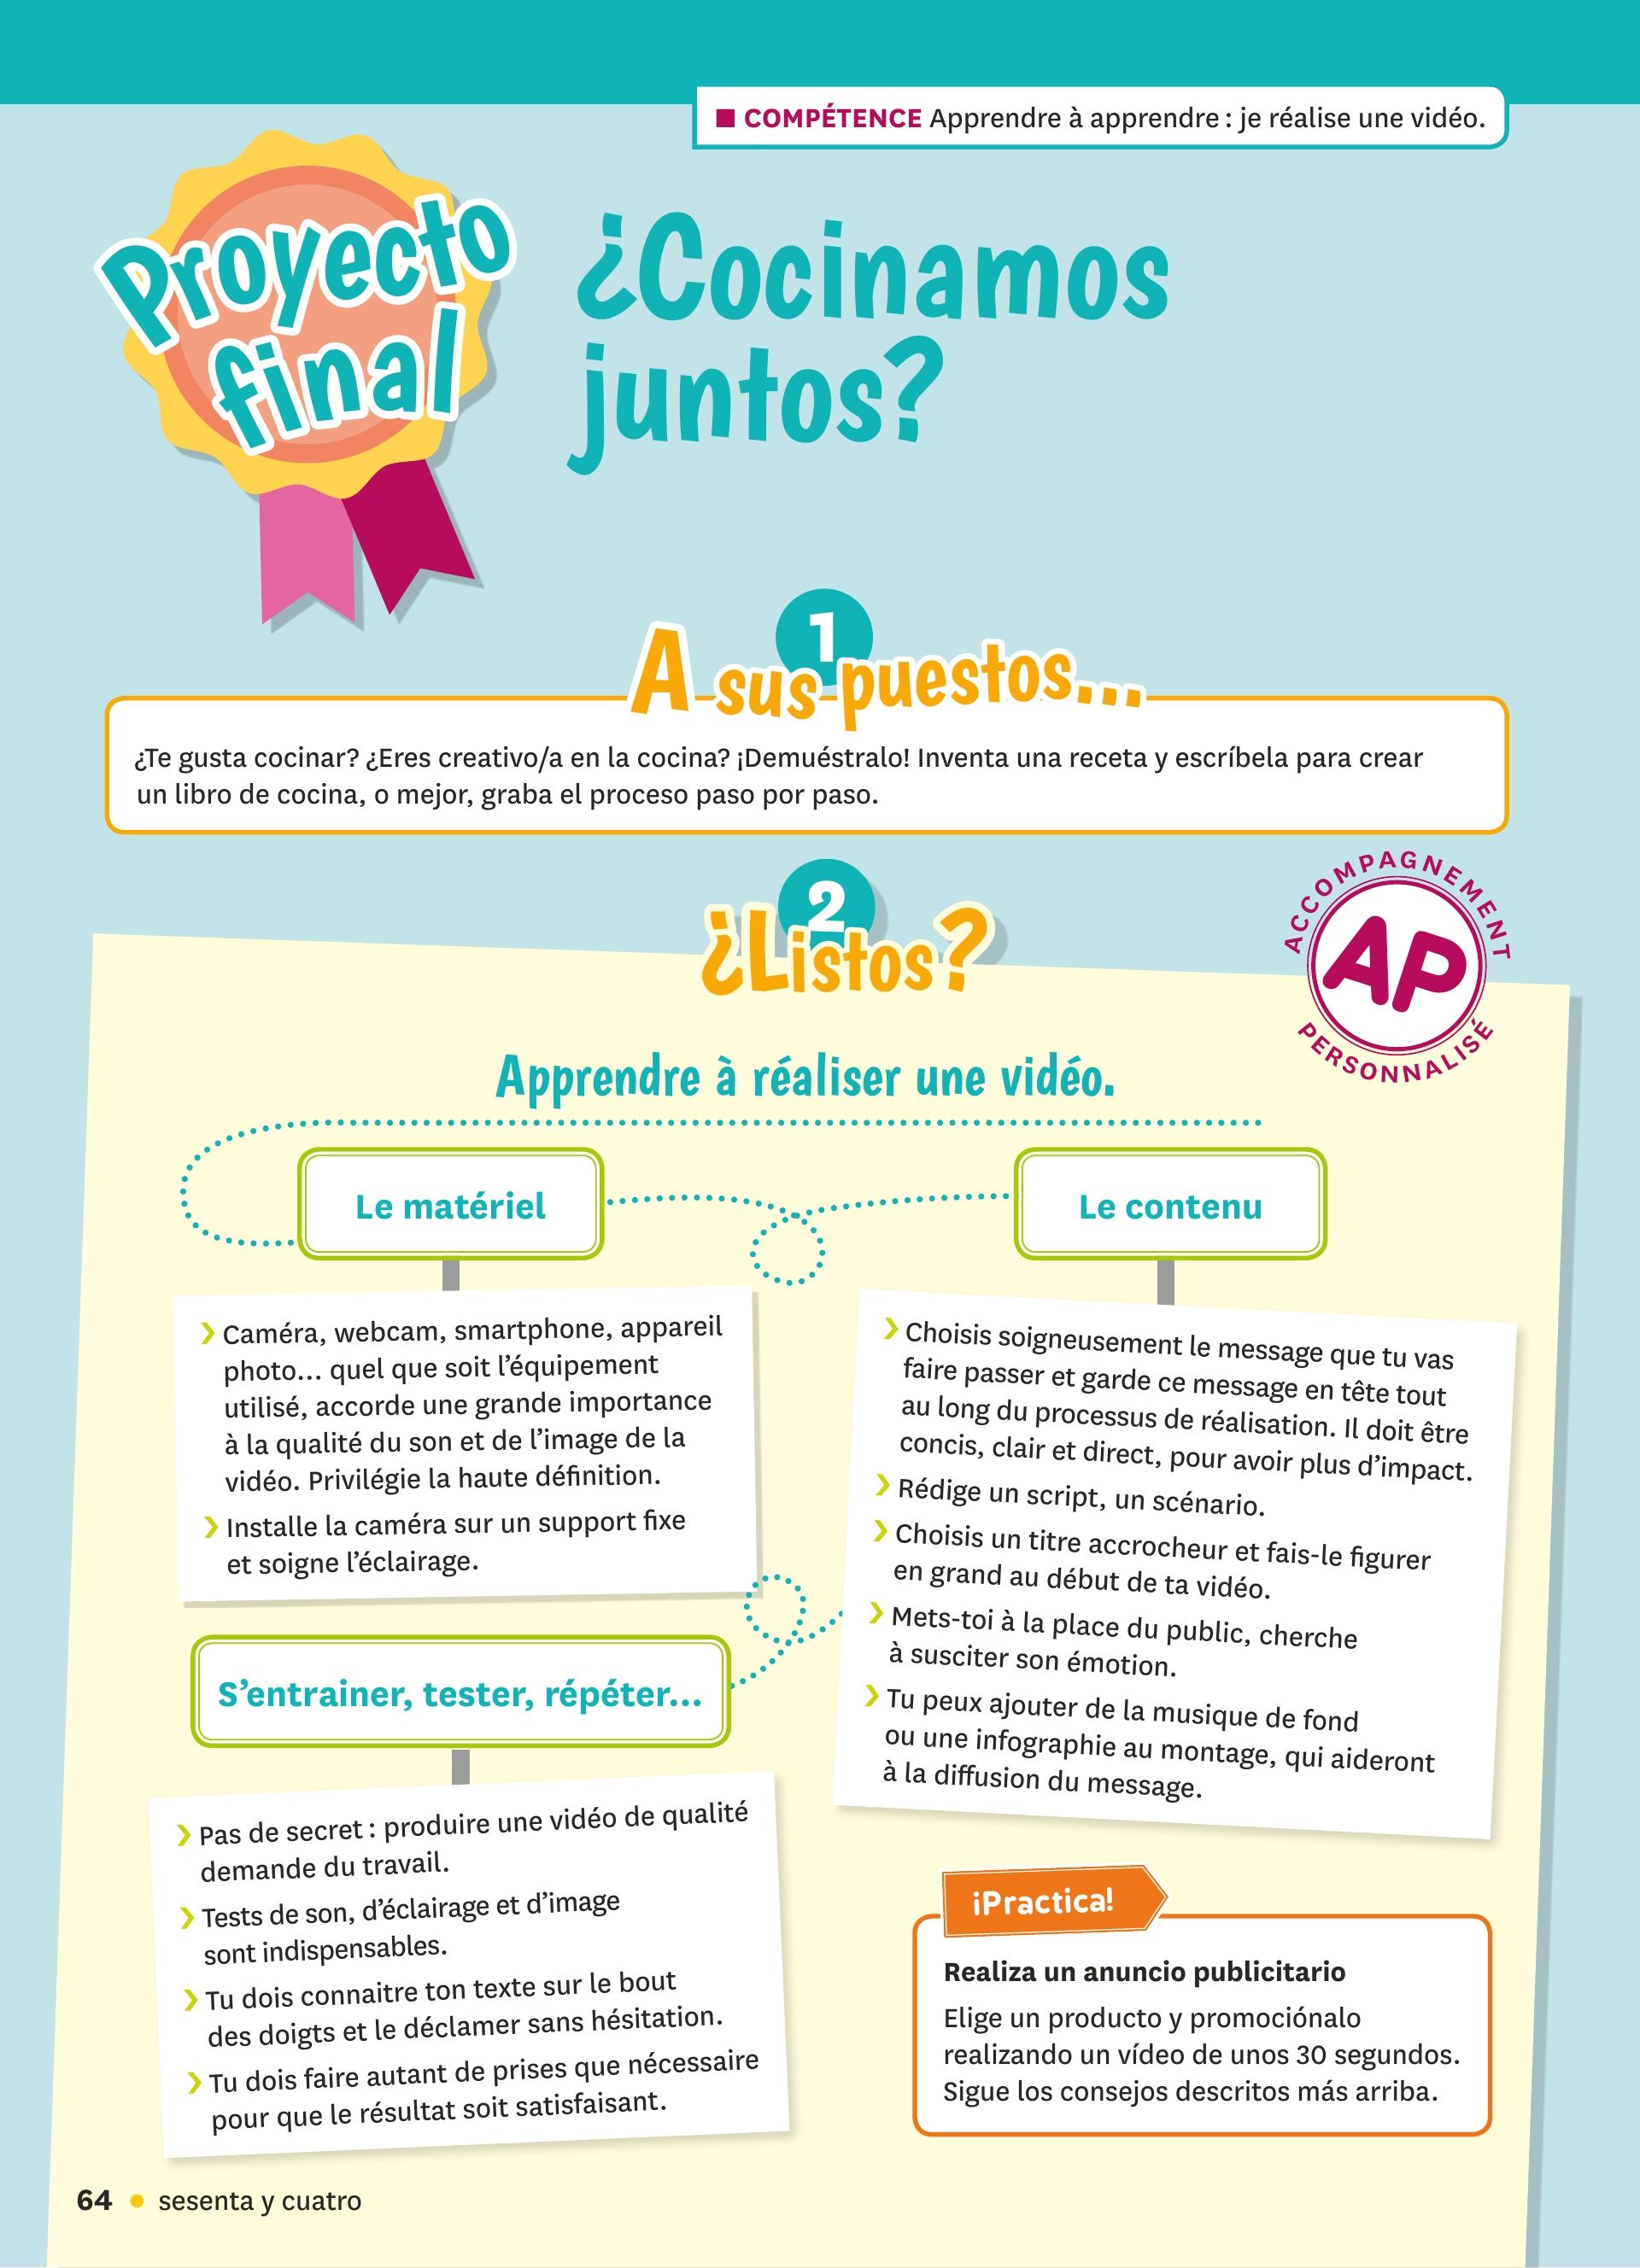 ■ COMPÉTENCE Apprendre à apprendre : je réalise une vidéo.
Proyecto
final
¿Cocinamos
juntos?
1
A sus puestos...
¿Te gusta cocinar? ¿Eres creativo/a en la cocina? ¡Demuéstralo! Inventa una receta y escríbela para crear
un libro de cocina, o mejor, graba el proceso paso por paso.
2
¿Listos?
ACCOMPAGNEMENT
AP
PERSONNALISÉ
Apprendre à réaliser une vidéo.
Le matériel
❯ Caméra, webcam, smartphone, appareil
photo... quel que soit l’équipement
utilisé, accorde une grande importance
à la qualité du son et de l’image de la
vidéo. Privilégie la haute définition.
❯ Installe la caméra sur un support fixe
et soigne l’éclairage.
Le contenu
❯ Choisis soigneusement le message que tu vas
faire passer et garde ce message en tête tout
au long du processus de réalisation. Il doit être
concis, clair et direct, pour avoir plus d’impact.
❯ Rédige un script, un scénario.
❯ Choisis un titre accrocheur et fais-le figurer
en grand au début de ta vidéo.
❯ Mets-toi à la place du public, cherche
à susciter son émotion.
❯ Tu peux ajouter de la musique de fond
ou une infographie au montage, qui aideront
à la diffusion du message.
S’entrainer, tester, répéter...
❯ Pas de secret : produire une vidéo de qualité
demande du travail.
❯ Tests de son, d’éclairage et d’image
sont indispensables.
❯ Tu dois connaitre ton texte sur le bout
des doigts et le déclamer sans hésitation.
❯ Tu dois faire autant de prises que nécessaire
pour que le résultat soit satisfaisant.
¡Practica!
Realiza un anuncio publicitario
Elige un producto y promociónalo
realizando un vídeo de unos 30 segundos.
Sigue los consejos descritos más arriba.
64 • sesenta y cuatro